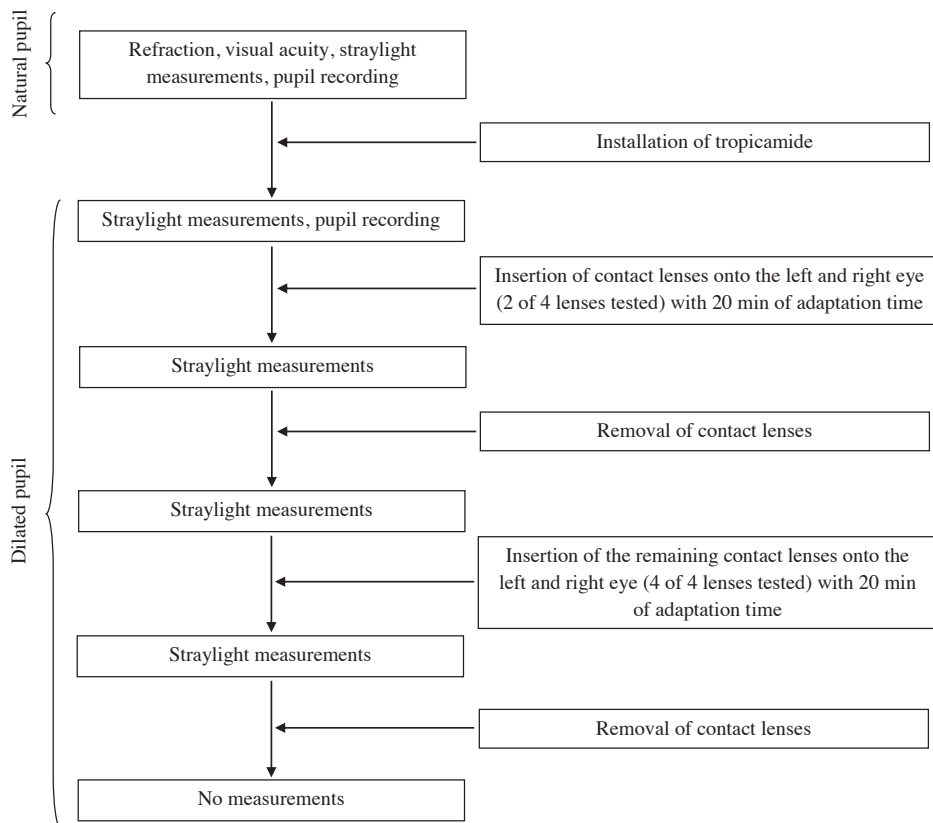 Natural pupil
Refraction, visual acuity, straylight
measurements, pupil recording
Installation of tropicamide
Dilated pupil
Straylight measurements, pupil recording
Insertion of contact lenses onto the left and right eye
(2 of 4 lenses tested) with 20 min of adaptation time
Straylight measurements
Removal of contact lenses
Straylight measurements
Insertion of the remaining contact lenses onto the
left and right eye (4 of 4 lenses tested) with 20 min
of adaptation time
Straylight measurements
Removal of contact lenses
No measurements